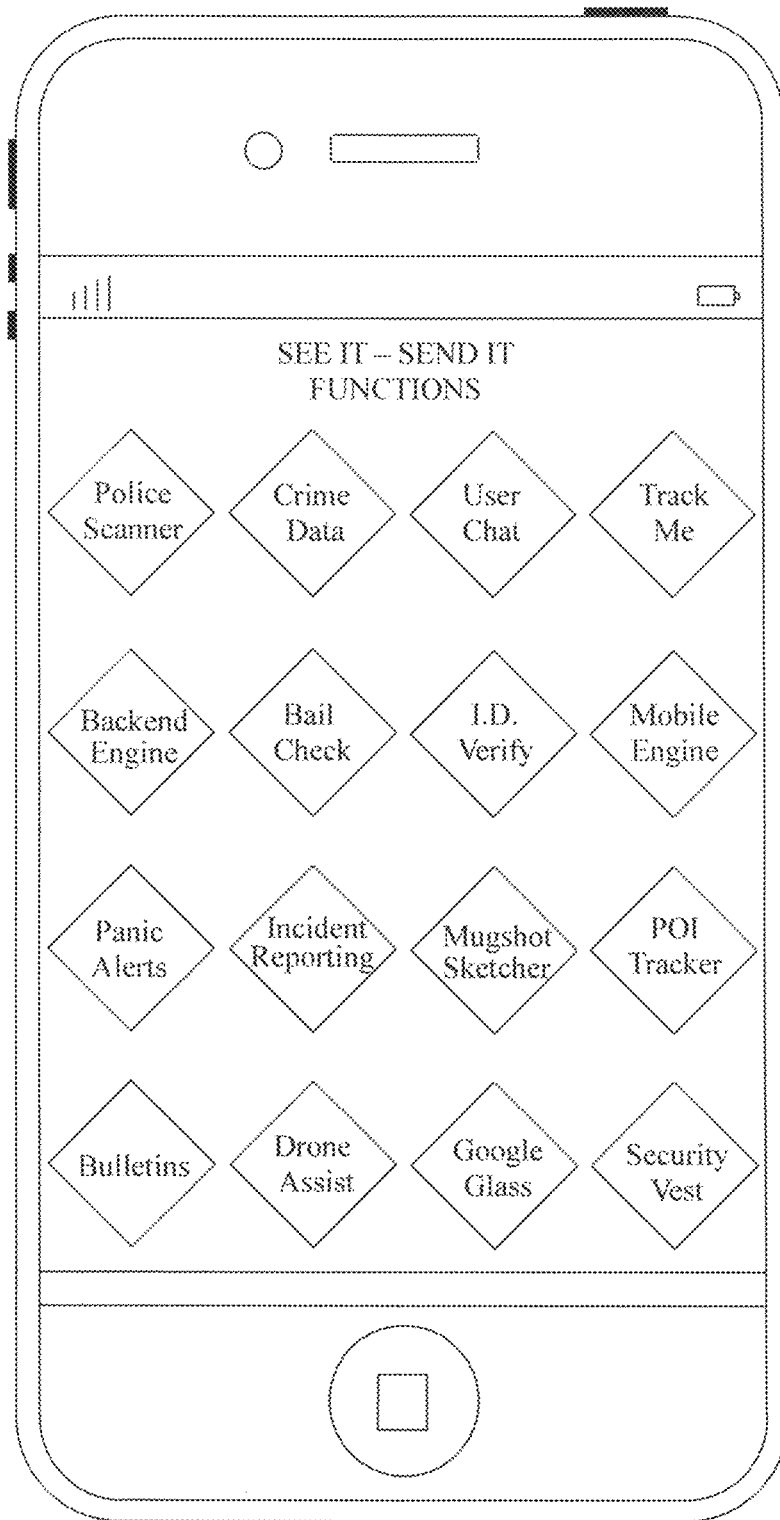 SEE IT – SEND IT
FUNCTIONS
Police
Scanner
Crime
Data
User
Chat
Track
Me
Backend
Engine
Bail
Check
I.D.
Verify
Mobile
Engine
Panic
Alerts
Incident
Reporting
Mugshot
Sketcher
POI
Tracker
Bulletins
Drone
Assist
Google
Glass
Security
Vest